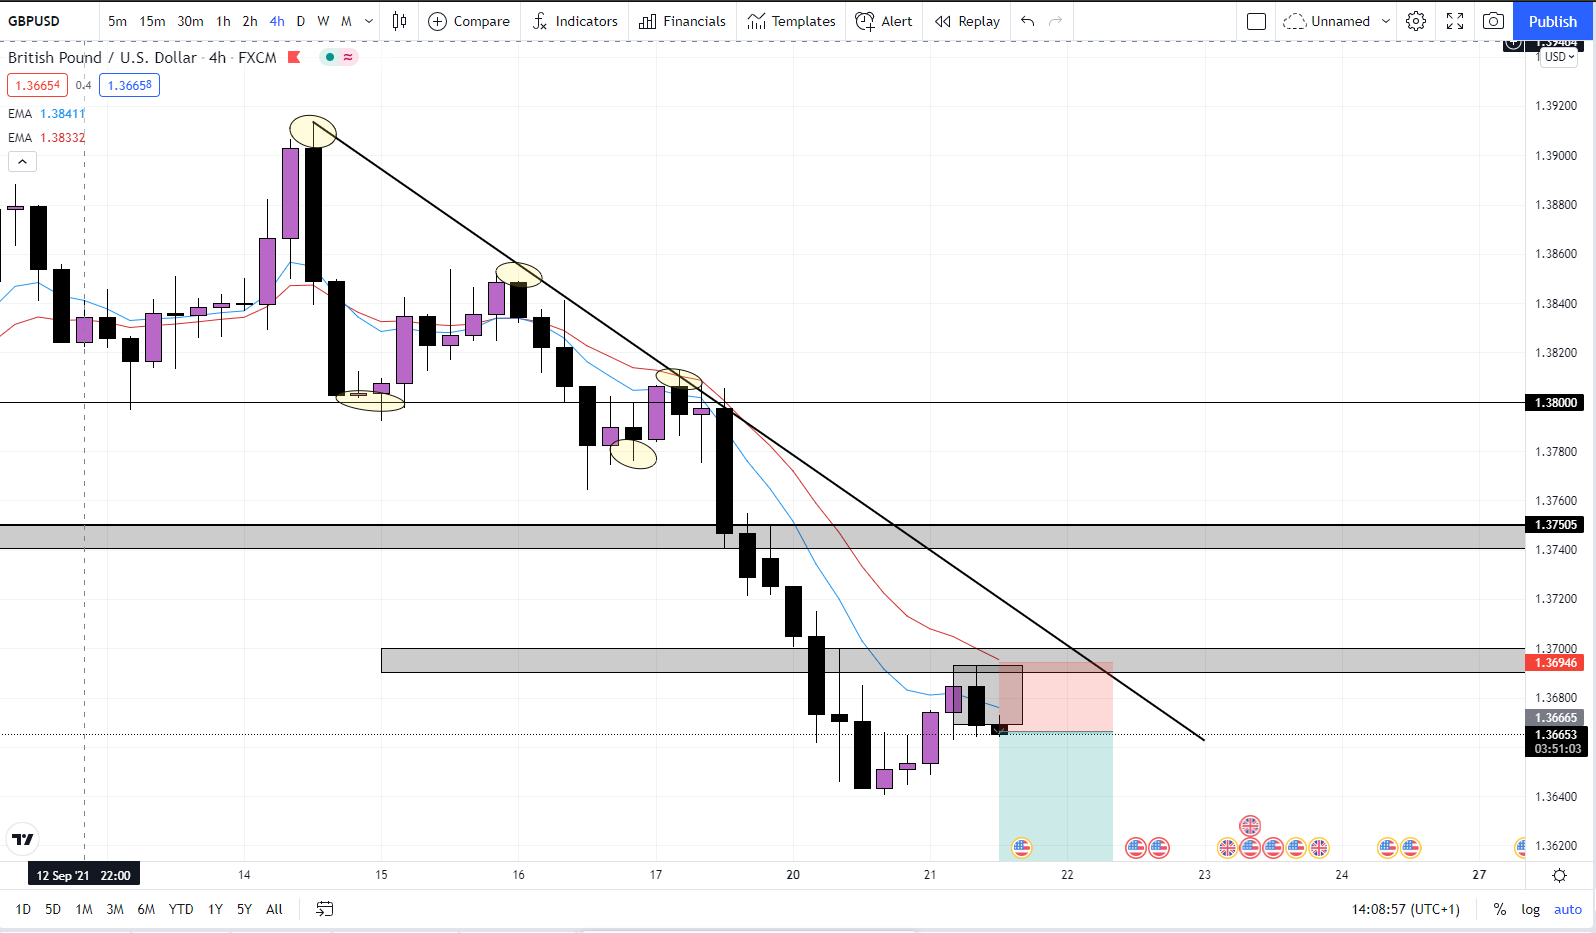 GBPUSD 5m 15m 30m 1h 2h 4h D W M Compare Indicators Financials Templates Alert Replay Unnamed Publish
British Pound / U.S. Dollar · 4h · FXCM
USD
1.36654 0.4 1.36658
EMA 1.38411
EMA 1.38332
1.39200
1.39000
1.38800
1.38600
1.38400
1.38200
1.38000
1.37800
1.37600
1.37505
1.37400
1.37200
1.37000
1.36946
1.36800
1.36665
1.36653
03:51:03
1.36400
1.36200
12 Sep '21 22:00 14 15 16 17 20 21 22 23 24 27
1D 5D 1M 3M 6M YTD 1Y 5Y All 14:08:57 (UTC+1) % log auto